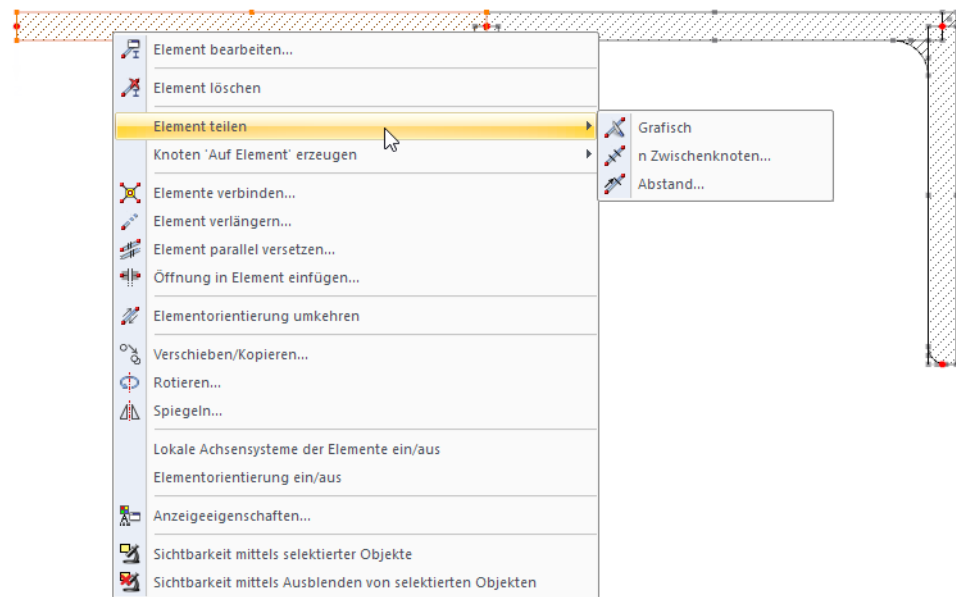 Element bearbeiten...
Element löschen
Element teilen
Knoten 'Auf Element' erzeugen
Elemente verbinden...
Element verlängern...
Element parallel versetzen...
Öffnung in Element einfügen...
Elementorientierung umkehren
Verschieben/Kopieren...
Rotieren...
Spiegeln...
Lokale Achsensysteme der Elemente ein/aus
Elementorientierung ein/aus
Anzeigeeigenschaften...
Sichtbarkeit mittels selektierter Objekte
Sichtbarkeit mittels Ausblenden von selektierten Objekten
Grafisch
n Zwischenknoten...
Abstand...